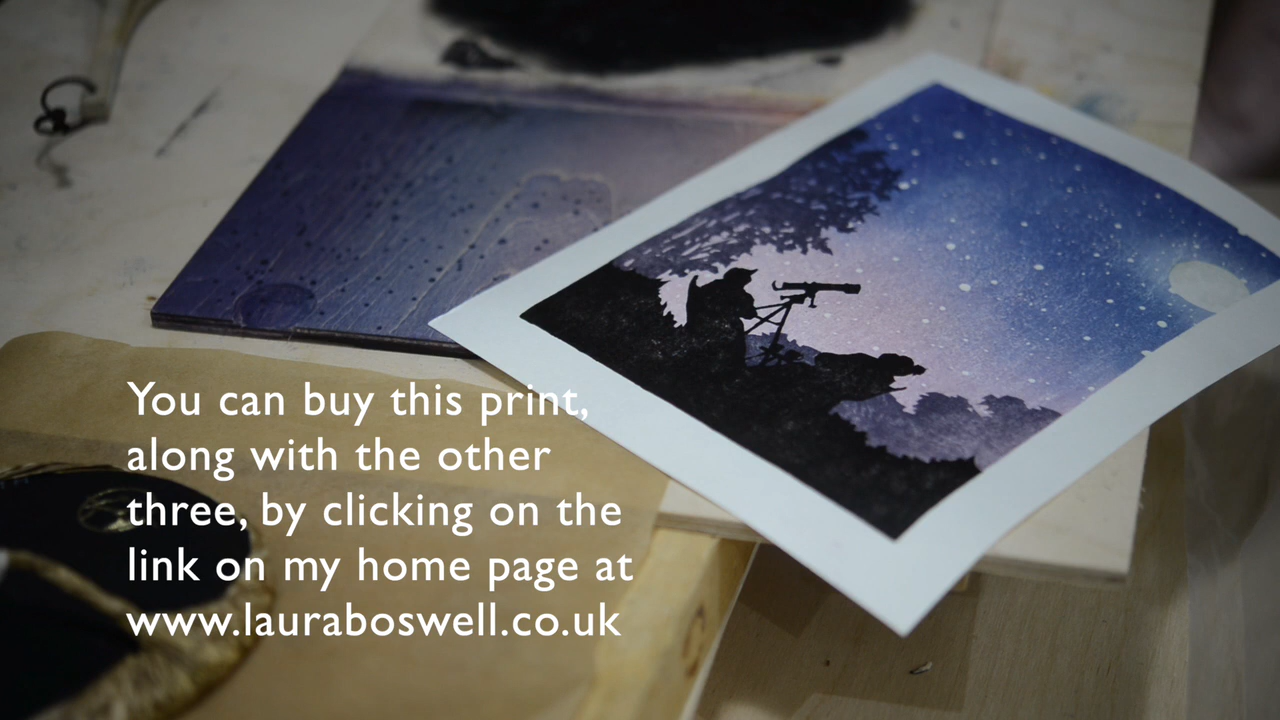 You can buy this print,
along with the other
three, by clicking on the
link on my home page at
www.lauraboswell.co.uk